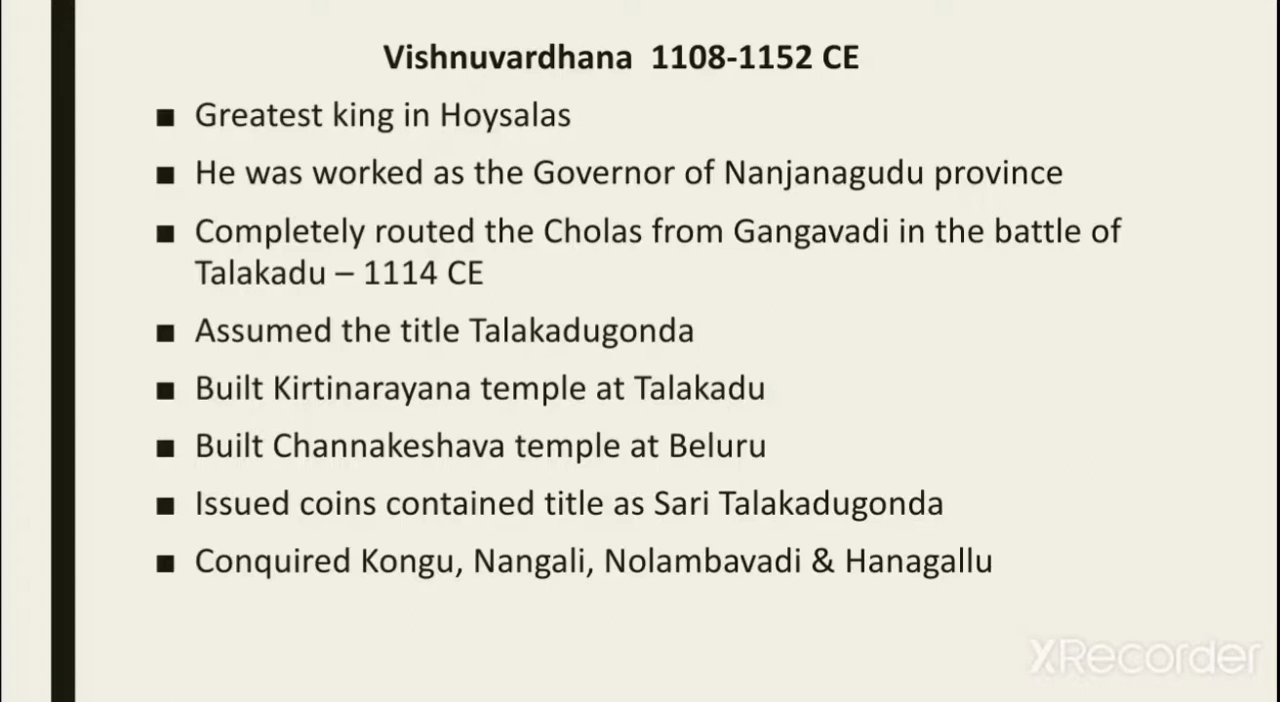 Vishnuvardhana 1108-1152 CE
■ Greatest king in Hoysalas
■ He was worked as the Governor of Nanjanagudu province
■ Completely routed the Cholas from Gangavadi in the battle of
Talakadu – 1114 CE
■ Assumed the title Talakadugonda
■ Built Kirtinarayana temple at Talakadu
■ Built Channakeshava temple at Beluru
■ Issued coins contained title as Sari Talakadugonda
■ Conquired Kongu, Nangali, Nolambavadi & Hanagallu
XRecorder